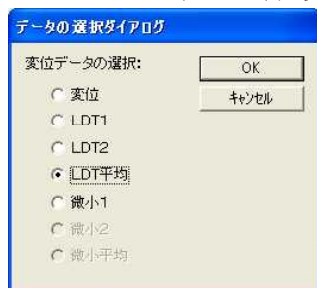 データの選択ダイアログ
変位データの選択:
OK
キャンセル
変位
LDT1
LDT2
LDT平均
微小1
微小2
微小平均